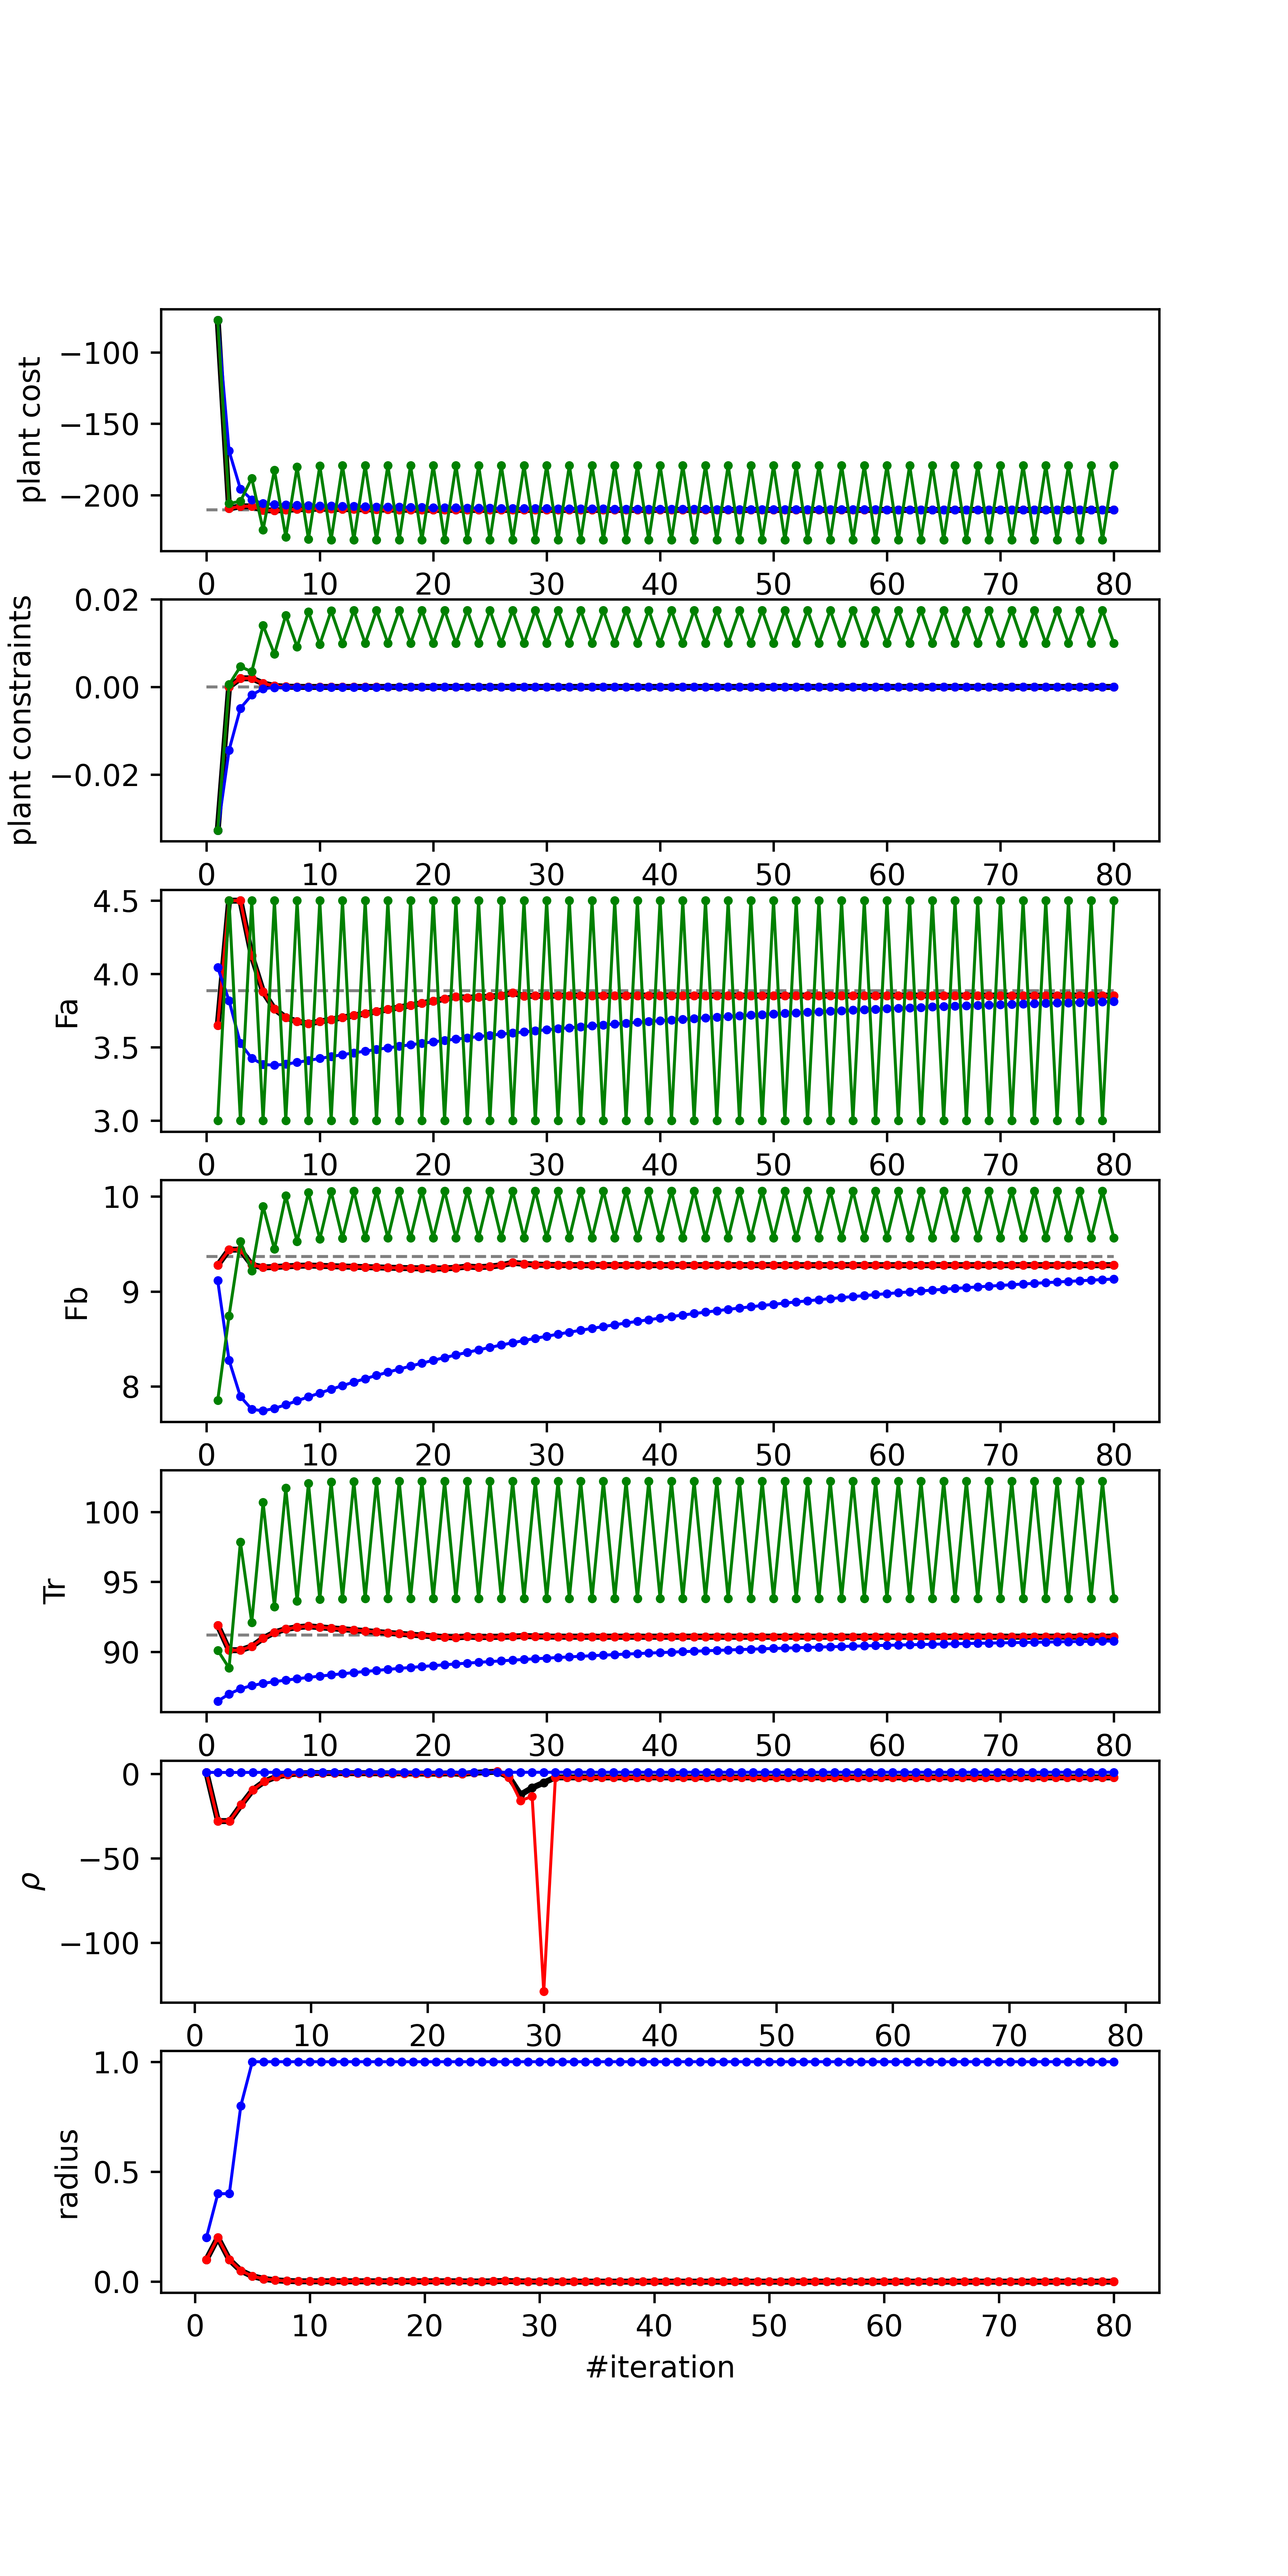 plant cost
−100
−150
−200
0 10 20 30 40 50 60 70 80
plant constraints
0.02
0.00
−0.02
0 10 20 30 40 50 60 70 80
Fa
4.5
4.0
3.5
3.0
0 10 20 30 40 50 60 70 80
Fb
10
9
8
0 10 20 30 40 50 60 70 80
Tr
100
95
90
0 10 20 30 40 50 60 70 80
ρ
0
−50
−100
0 10 20 30 40 50 60 70 80
radius
1.0
0.5
0.0
0 10 20 30 40 50 60 70 80
#iteration